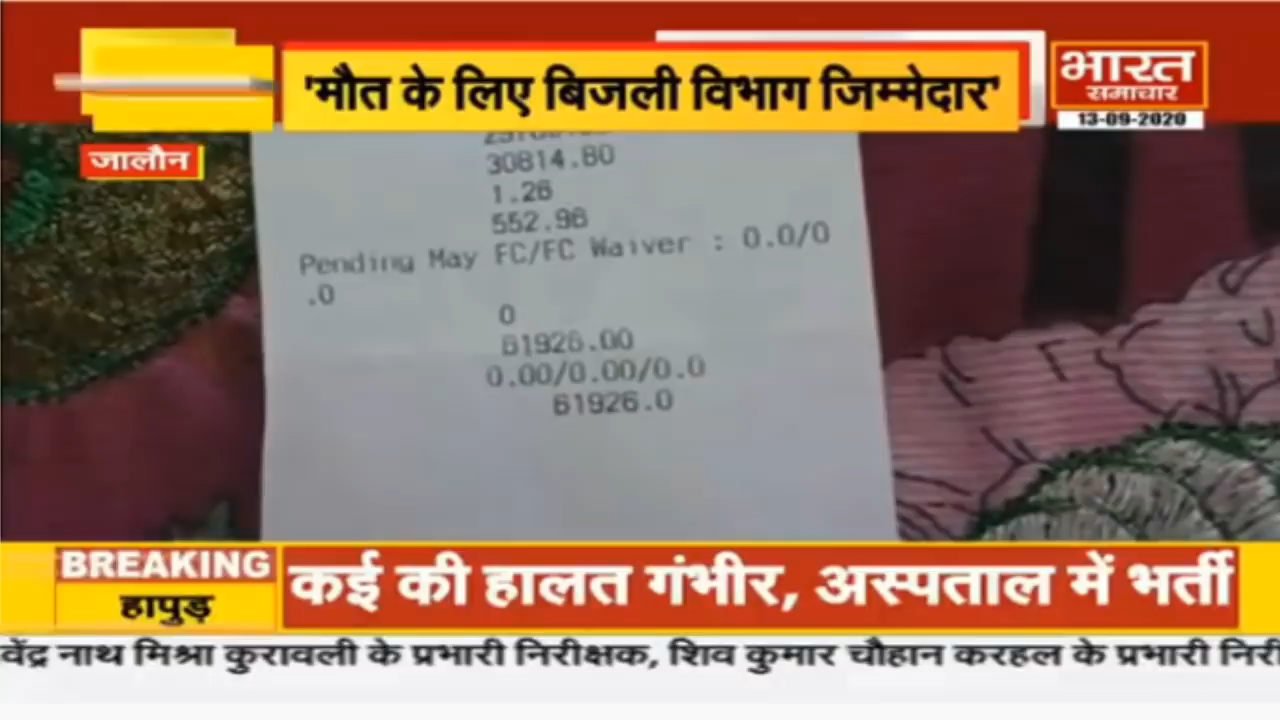 'मौत के लिए बिजली विभाग जिम्मेदार'
भारत
समाचार
13-09-2020
जालौन
30814.80
1.26
552.96
Pending May FC/FC Waiver : 0.0/0
.0
0
61926.00
0.00/0.00/0.0
61926.0
BREAKING
हापुड़
कई की हालत गंभीर, अस्पताल में भर्ती
वेंद्र नाथ मिश्रा कुरावली के प्रभारी निरीक्षक, शिव कुमार चौहान करहल के प्रभारी निरी